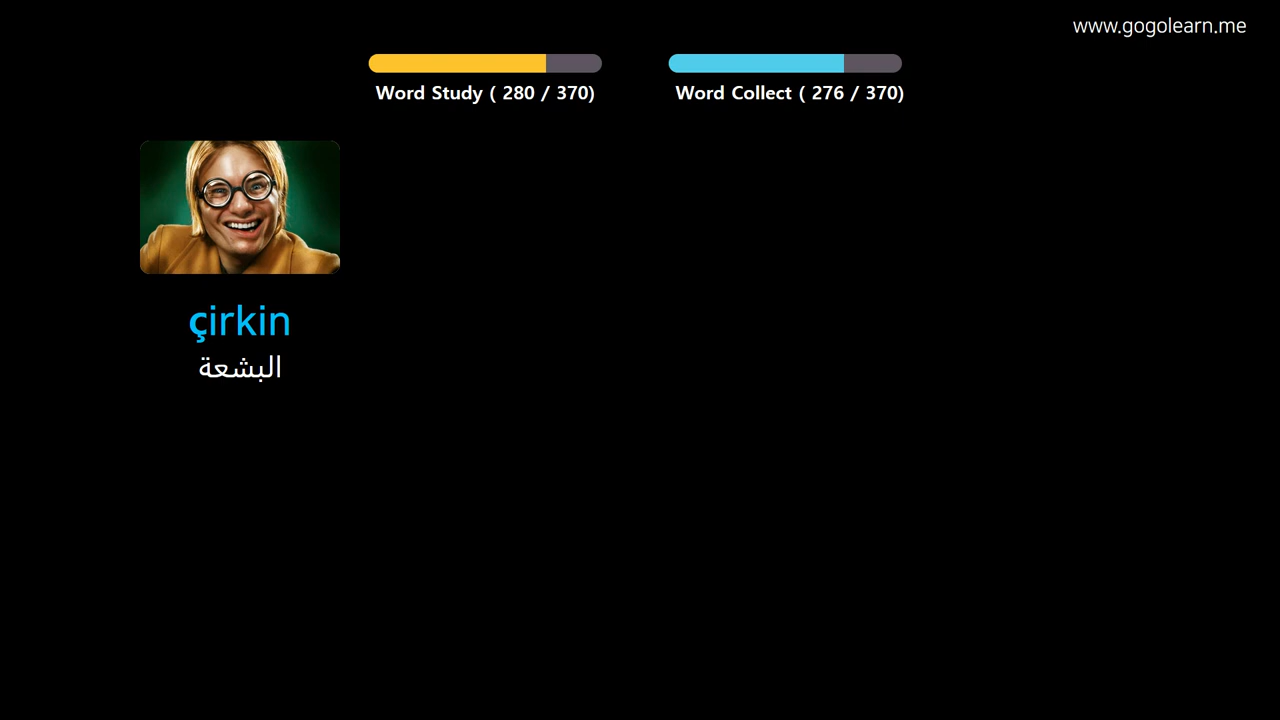 www.gogolearn.me
Word Study ( 280 / 370)
Word Collect ( 276 / 370)
çirkin
البشعة